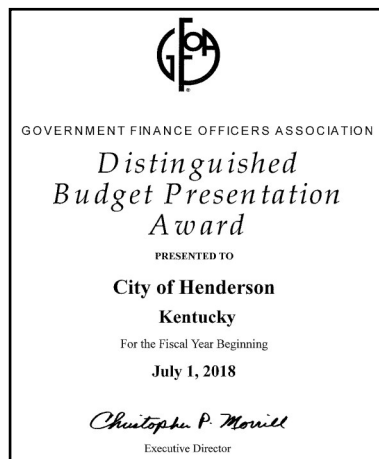 GFOA
GOVERNMENT FINANCE OFFICERS ASSOCIATION
Distinguished
Budget Presentation
Award
PRESENTED TO
City of Henderson
Kentucky
For the Fiscal Year Beginning
July 1, 2018
Christopher P. Morrill
Executive Director